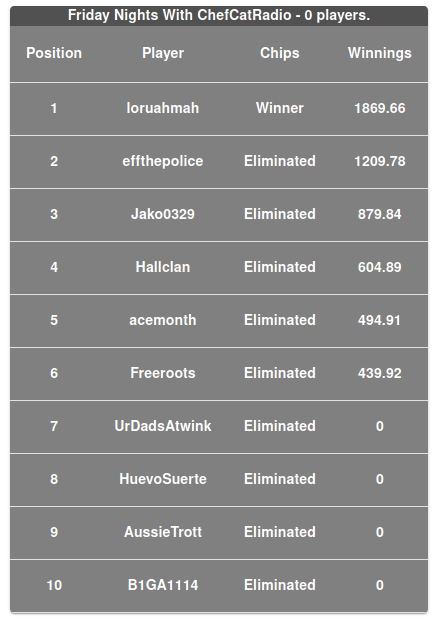 Friday Nights With ChefCatRadio - 0 players.
Position Player Chips Winnings
1 loruahmah Winner 1869.66
2 effthepolice Eliminated 1209.78
3 Jako0329 Eliminated 879.84
4 Hallclan Eliminated 604.89
5 acemonth Eliminated 494.91
6 Freeroots Eliminated 439.92
7 UrDadsAtwink Eliminated 0
8 HuevoSuerte Eliminated 0
9 AussieTrott Eliminated 0
10 B1GA1114 Eliminated 0